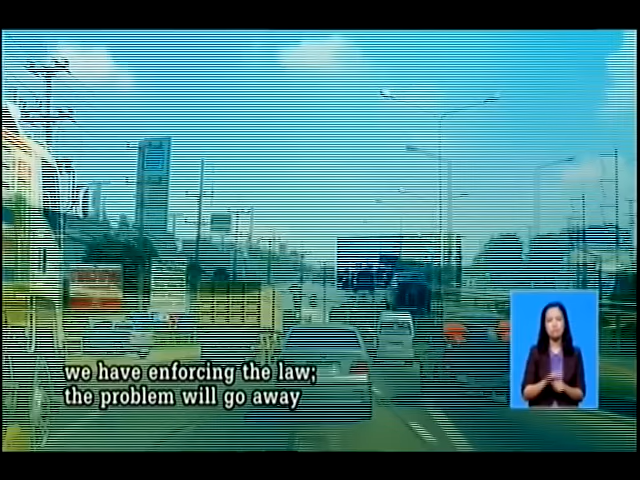 we have enforcing the law;
the problem will go away